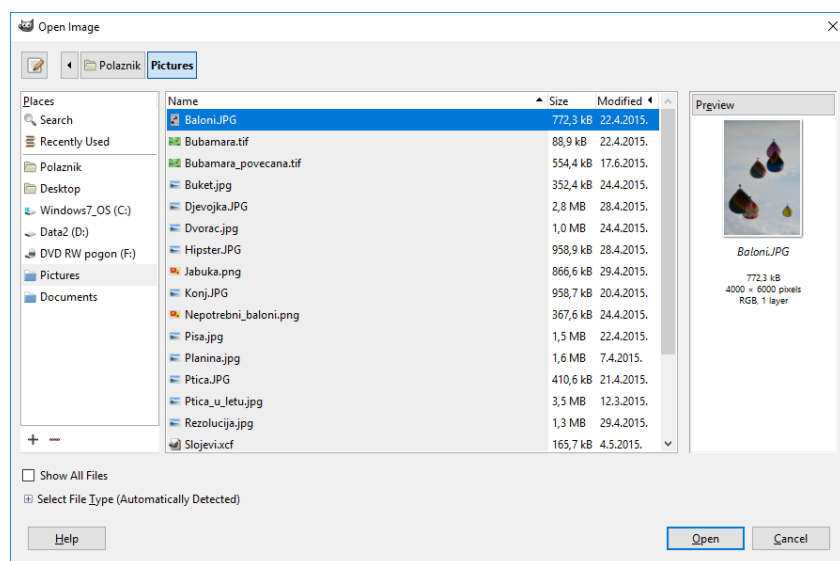 Open Image
Polaznik Pictures
Places
Search
Recently Used
Polaznik
Desktop
Windows7_OS (C:)
Data2 (D:)
DVD RW pogon (F:)
Pictures
Documents
Name Size Modified
Baloni.JPG 772,3 kB 22.4.2015.
Bubamara.tif 88,9 kB 22.4.2015.
Bubamara_povecana.tif 554,4 kB 17.6.2015.
Buket.jpg 352,4 kB 24.4.2015.
Djevojka.JPG 2,8 MB 28.4.2015.
Dvorac.jpg 1,0 MB 24.4.2015.
Hipster.JPG 958,9 kB 28.4.2015.
Jabuka.png 866,6 kB 29.4.2015.
Konj.JPG 958,7 kB 20.4.2015.
Nepotrebni_baloni.png 367,6 kB 24.4.2015.
Pisa.jpg 1,5 MB 22.4.2015.
Planina.jpg 1,6 MB 7.4.2015.
Ptica.JPG 410,6 kB 21.4.2015.
Ptica_u_letu.jpg 3,5 MB 12.3.2015.
Rezolucija.jpg 1,3 MB 29.4.2015.
Slojevi.xcf 165,7 kB 4.5.2015.
Preview
Baloni.JPG
772,3 kB
4000 × 6000 pixels
RGB, 1 layer
Show All Files
Select File Type (Automatically Detected)
Help Open Cancel